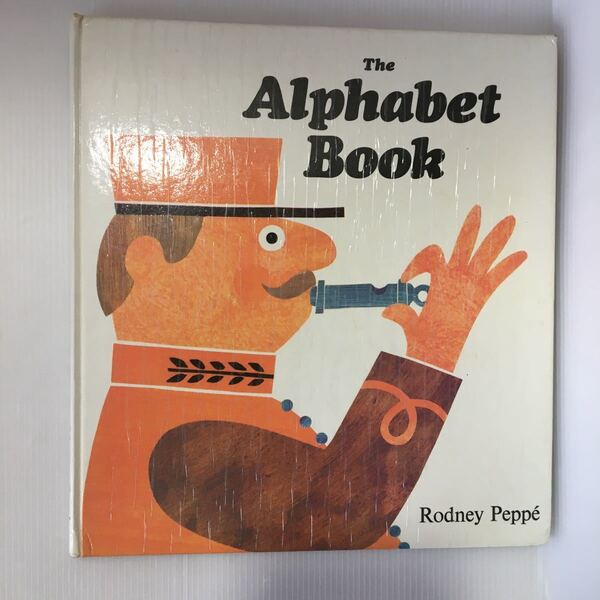 The
Alphabet
Book
Rodney Peppé